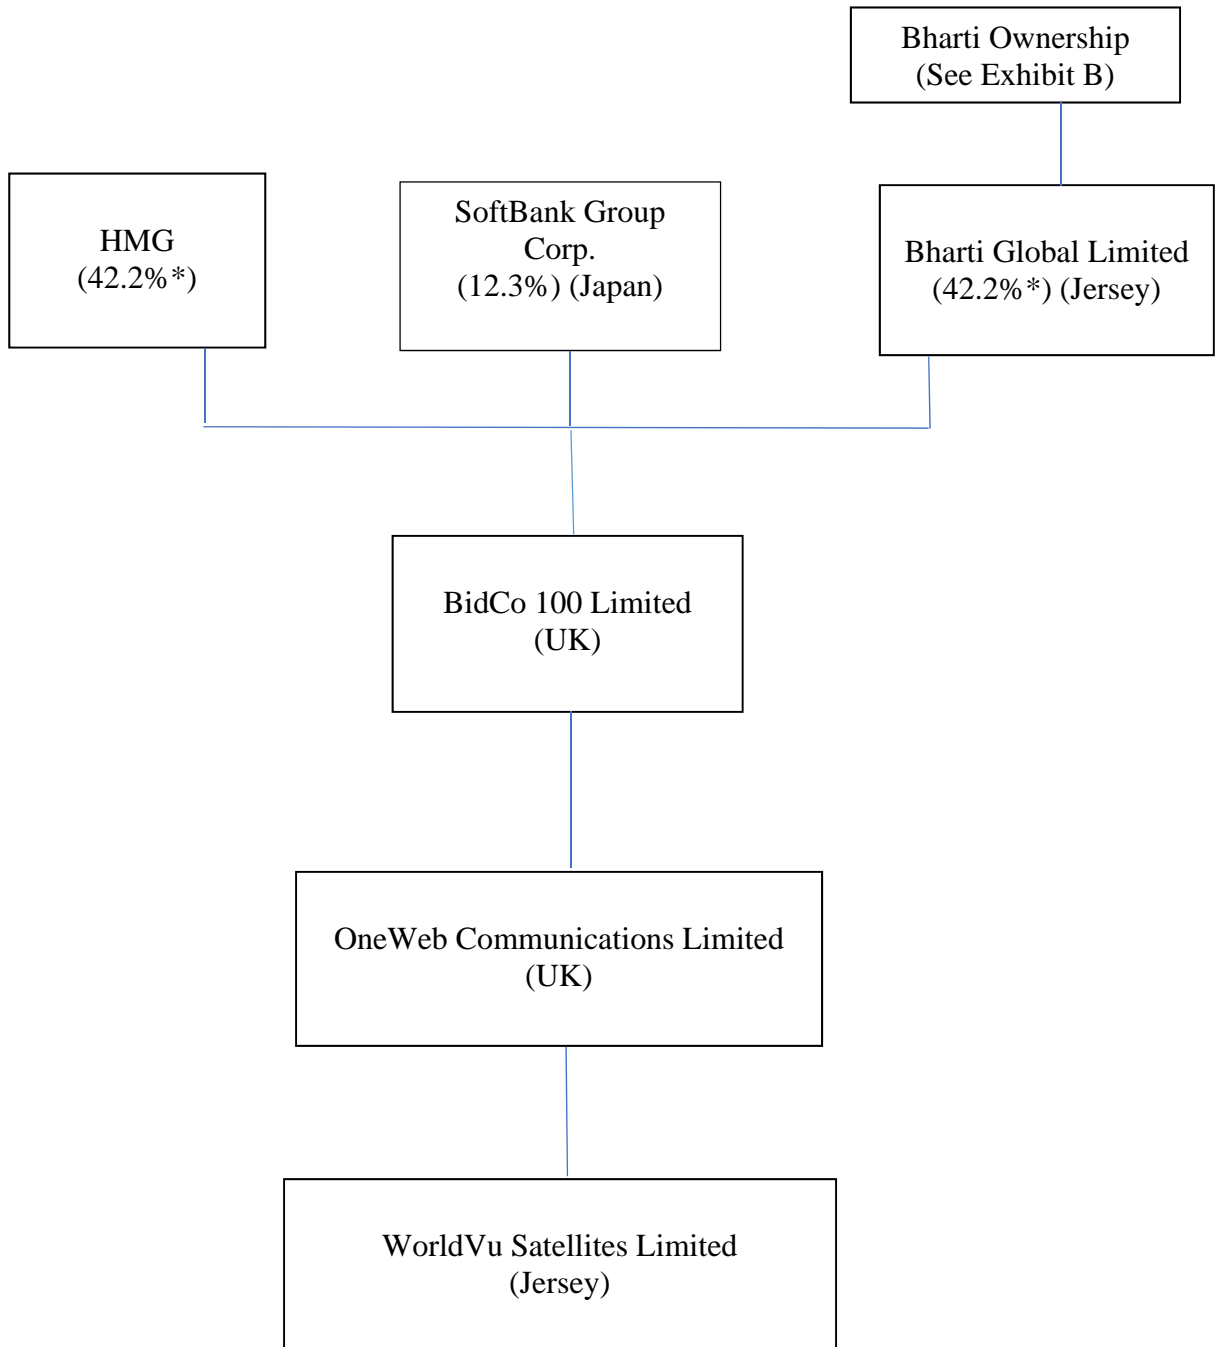 Bharti Ownership
(See Exhibit B)
HMG
(42.2%*)
SoftBank Group
Corp.
(12.3%) (Japan)
Bharti Global Limited
(42.2%*) (Jersey)
BidCo 100 Limited
(UK)
OneWeb Communications Limited
(UK)
WorldVu Satellites Limited
(Jersey)